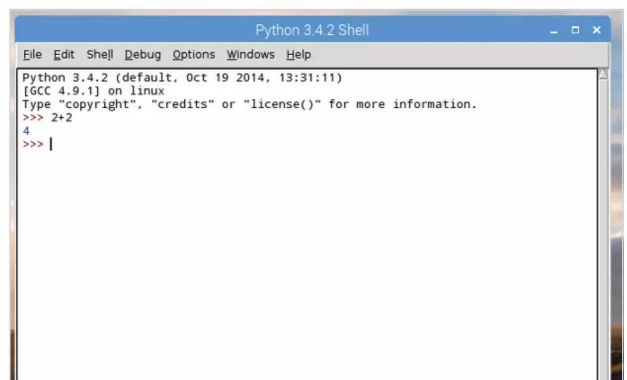 Python 3.4.2 Shell
File Edit Shell Debug Options Windows Help
Python 3.4.2 (default, Oct 19 2014, 13:31:11)
[GCC 4.9.1] on linux
Type "copyright", "credits" or "license()" for more information.
>>> 2+2
4
>>>